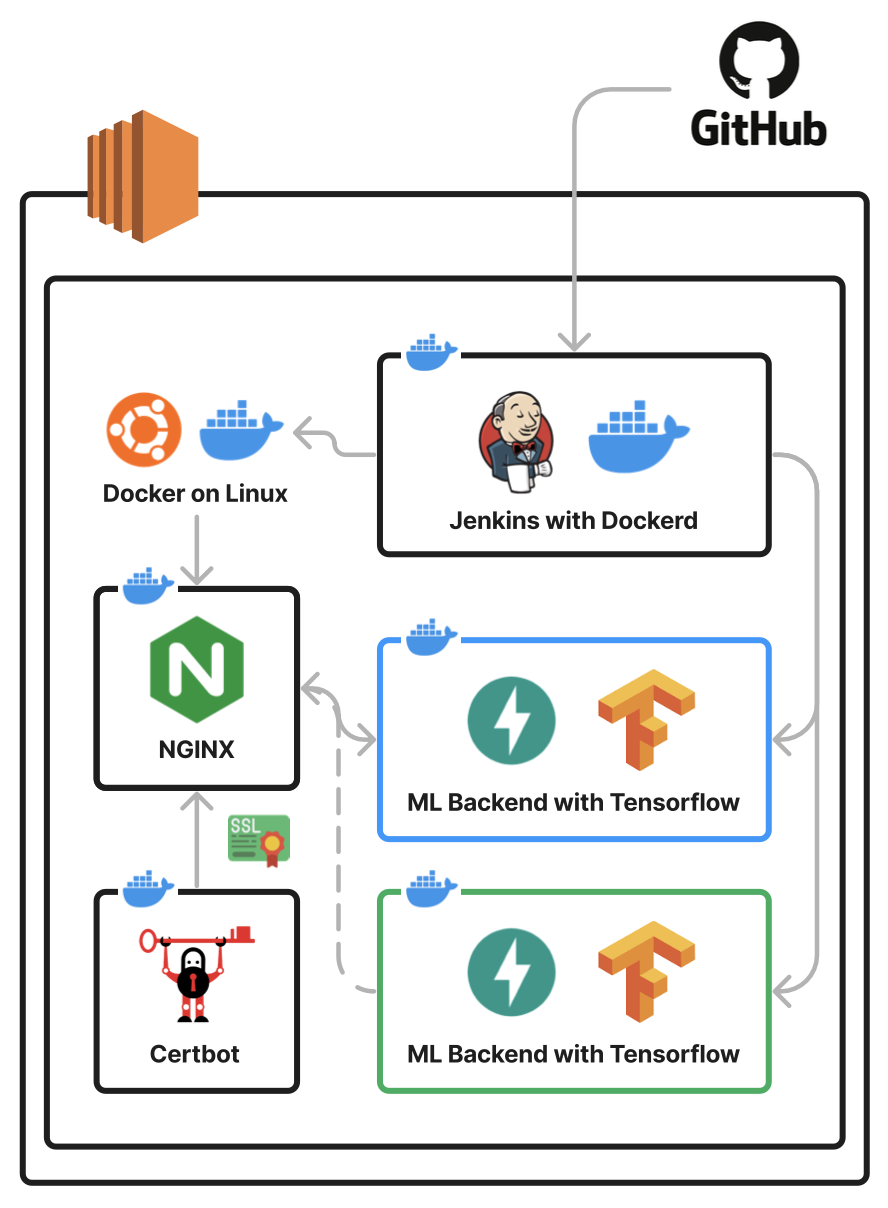 GitHub
Docker on Linux
Jenkins with Dockerd
NGINX
ML Backend with Tensorflow
SSL
Certbot
ML Backend with Tensorflow